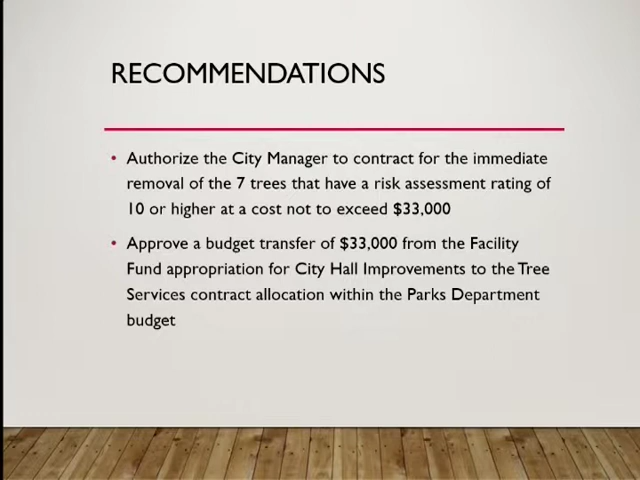 RECOMMENDATIONS
• Authorize the City Manager to contract for the immediate
removal of the 7 trees that have a risk assessment rating of
10 or higher at a cost not to exceed $33,000
• Approve a budget transfer of $33,000 from the Facility
Fund appropriation for City Hall Improvements to the Tree
Services contract allocation within the Parks Department
budget